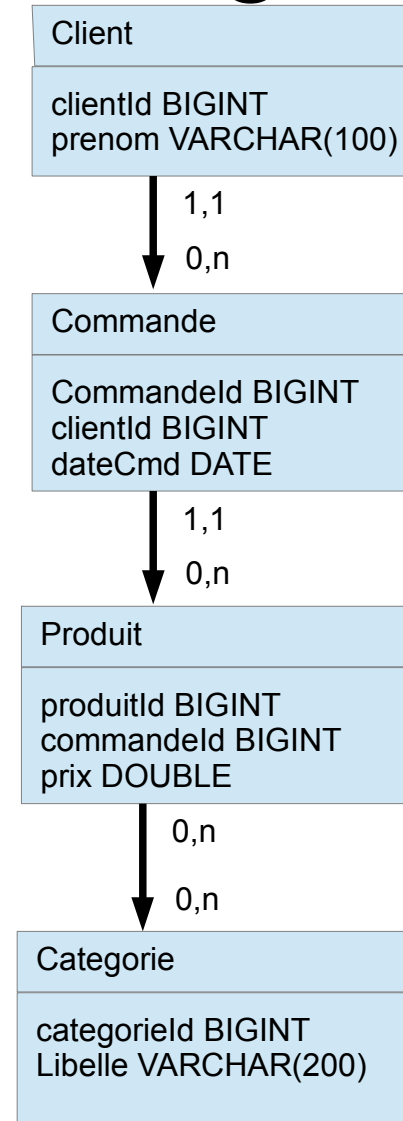 Client
clientId BIGINT
prenom VARCHAR(100)
1,1
0,n
Commande
CommandeId BIGINT
clientId BIGINT
dateCmd DATE
1,1
0,n
Produit
produitId BIGINT
commandeId BIGINT
prix DOUBLE
0,n
0,n
Categorie
categorieId BIGINT
Libelle VARCHAR(200)